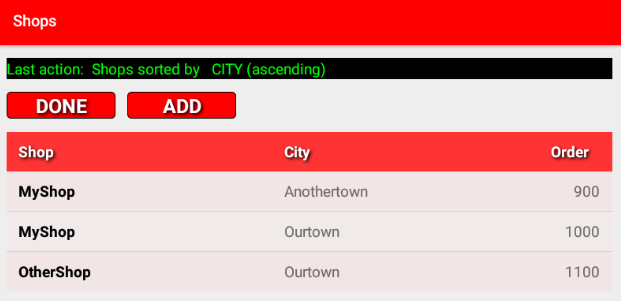 Shops
Last action:  Shops sorted by   CITY (ascending)
DONE ADD
Shop City Order
MyShop Anothertown 900
MyShop Ourtown 1000
OtherShop Ourtown 1100